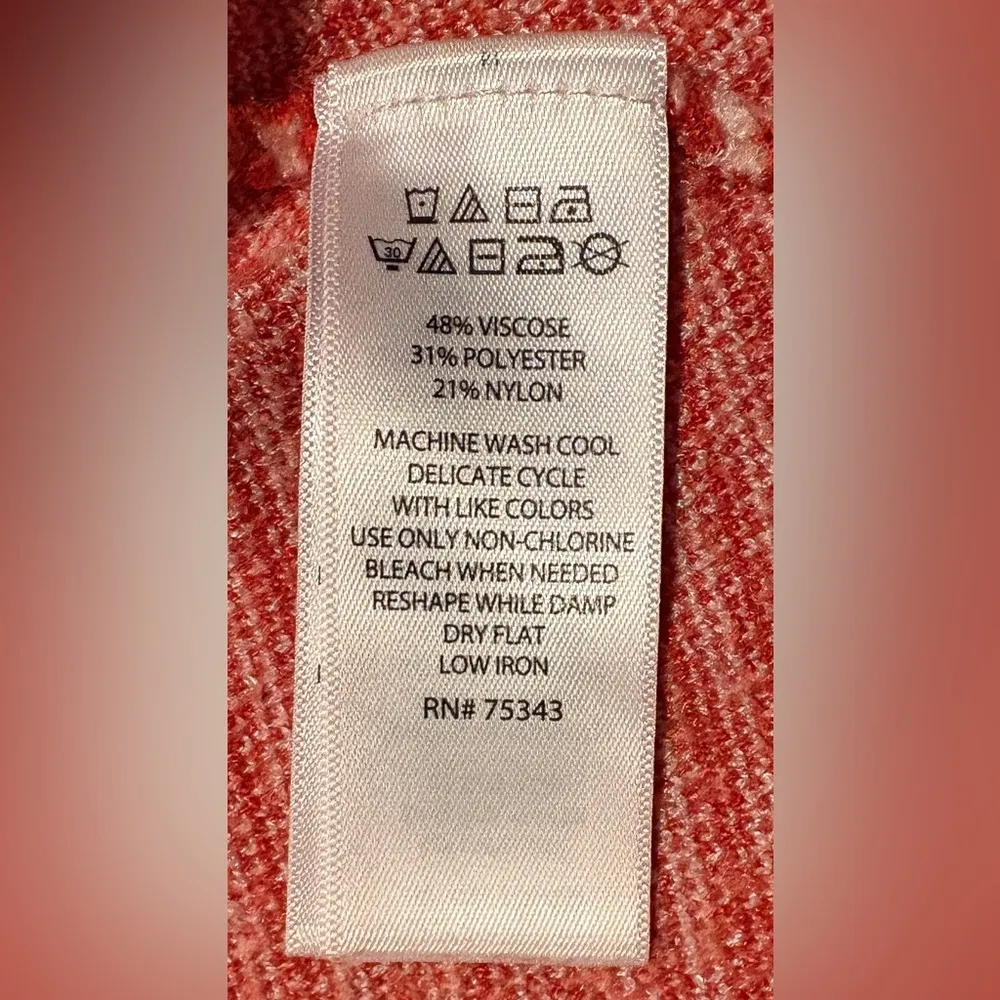 30
48% VISCOSE
31% POLYESTER
21% NYLON
MACHINE WASH COOL
DELICATE CYCLE
WITH LIKE COLORS
USE ONLY NON-CHLORINE
BLEACH WHEN NEEDED
RESHAPE WHILE DAMP
DRY FLAT
LOW IRON
RN# 75343